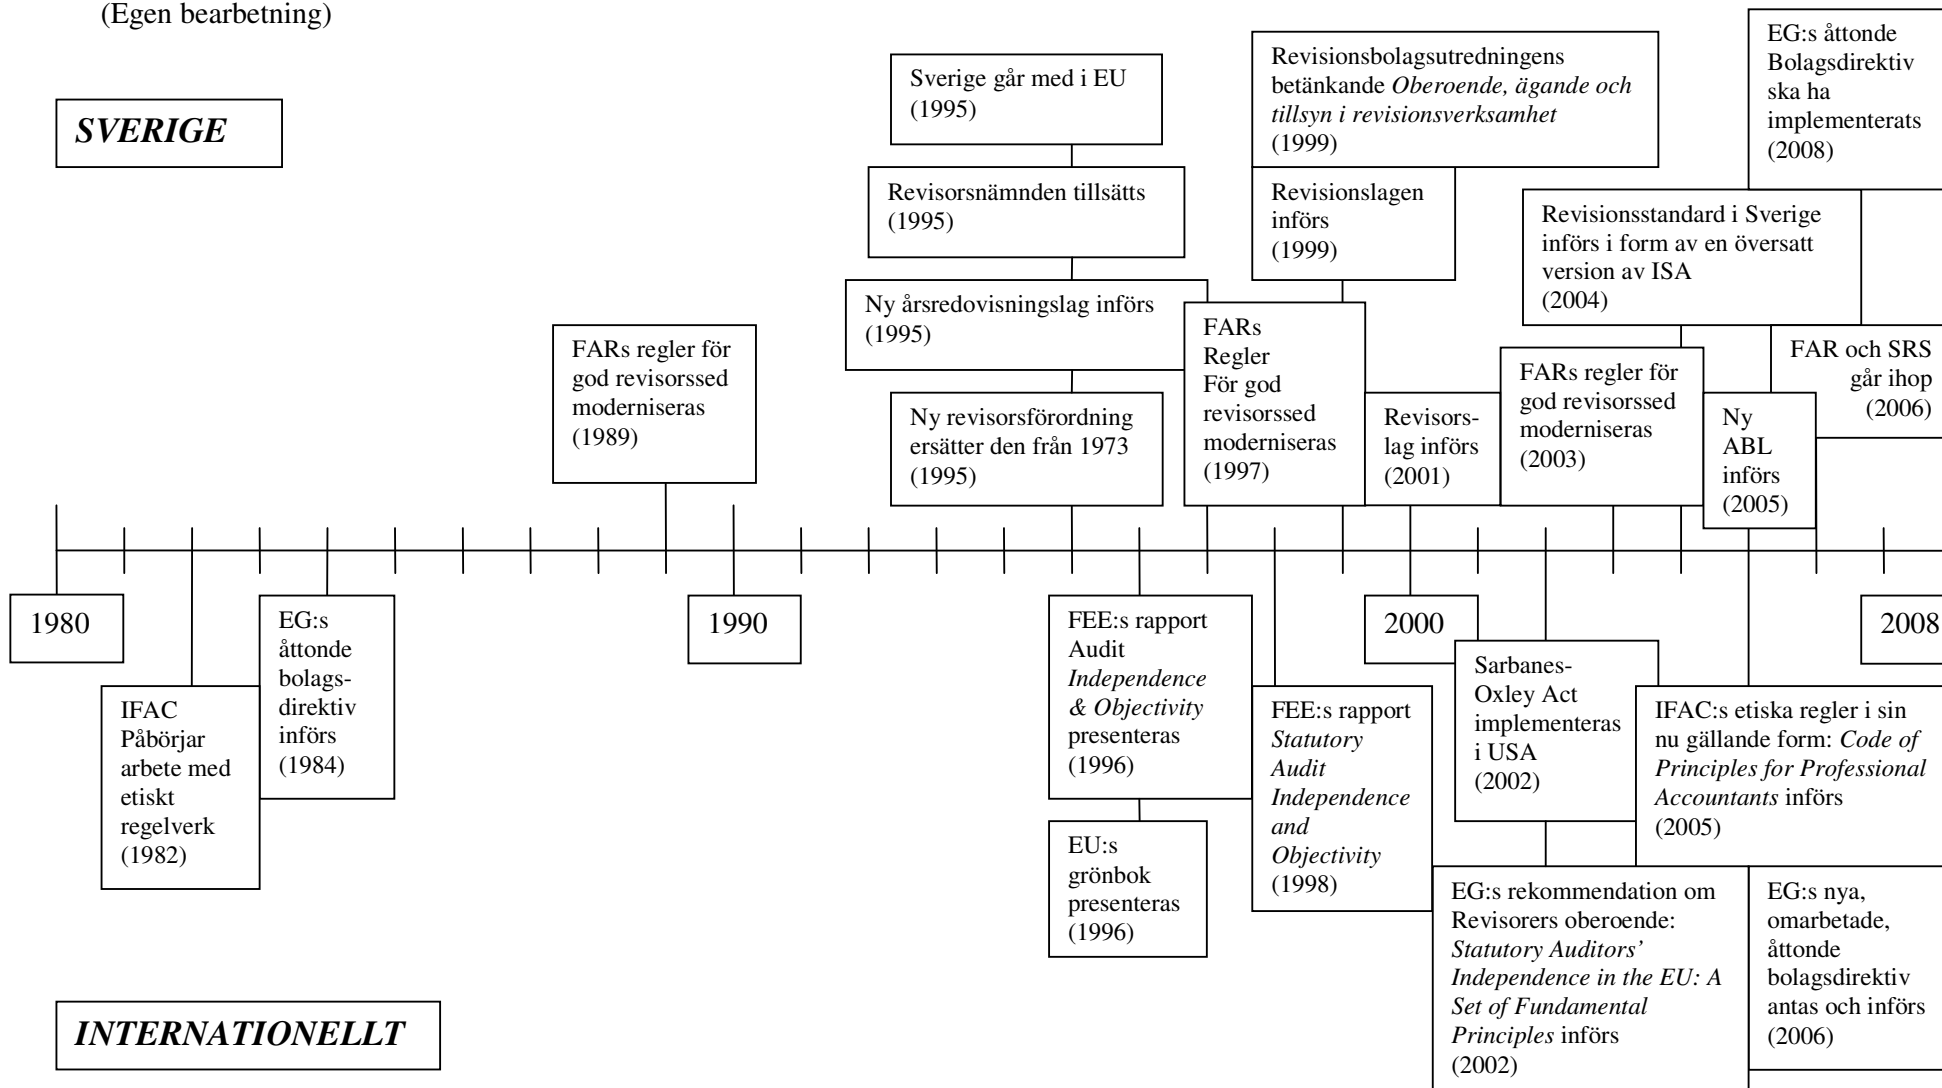 (Egen bearbetning)
SVERIGE
Sverige går med i EU
(1995)
Revisorsnämnden tillsätts
(1995)
Ny årsredovisningslag införs
(1995)
Ny revisorsförordning
ersätter den från 1973
(1995)
FARs regler för
god revisorssed
moderniseras
(1989)
Revisionsbolagsutredningens
betänkande Oberoende, ägande och
tillsyn i revisionsverksamhet
(1999)
Revisionslagen
införs
(1999)
FARs
Regler
För god
revisorssed
moderniseras
(1997)
Revisors-
lag införs
(2001)
EG:s åttonde
Bolagsdirektiv
ska ha
implementerats
(2008)
Revisionsstandard i Sverige
införs i form av en översatt
version av ISA
(2004)
FARs regler för
god revisorssed
moderniseras
(2003)
FAR och SRS
går ihop
(2006)
Ny
ABL
införs
(2005)
1980
1990
2000
2008
IFAC
Påbörjar
arbete med
etiskt
regelverk
(1982)
EG:s
åttonde
bolags-
direktiv
införs
(1984)
FEE:s rapport
Audit
Independence
& Objectivity
presenteras
(1996)
EU:s
grönbok
presenteras
(1996)
FEE:s rapport
Statutory
Audit
Independence
and
Objectivity
(1998)
Sarbanes-
Oxley Act
implementeras
i USA
(2002)
EG:s rekommendation om
Revisorers oberoende:
Statutory Auditors’
Independence in the EU: A
Set of Fundamental
Principles införs
(2002)
IFAC:s etiska regler i sin
nu gällande form: Code of
Principles for Professional
Accountants införs
(2005)
EG:s nya,
omarbetade,
åttonde
bolagsdirektiv
antas och införs
(2006)
INTERNATIONELLT